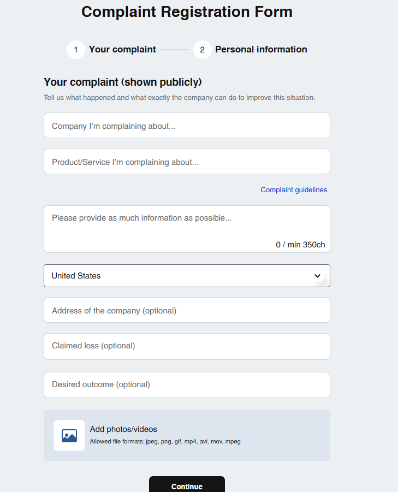 Complaint Registration Form
1 Your complaint 2 Personal information
Your complaint (shown publicly)
Tell us what happened and what exactly the company can do to improve this situation.
Company I'm complaining about...
Product/Service I'm complaining about...
Complaint guidelines
Please provide as much information as possible...
0 / min 350ch
United States
Address of the company (optional)
Claimed loss (optional)
Desired outcome (optional)
Add photos/videos
Allowed file formats: jpeg, png, gif, mp4, avi, mov, mpeg
Continue